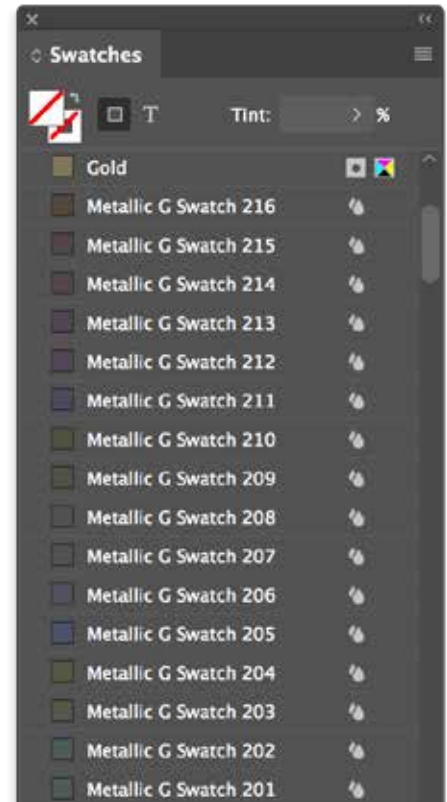 Swatches
T Tint: %
Gold
Metallic G Swatch 216
Metallic G Swatch 215
Metallic G Swatch 214
Metallic G Swatch 213
Metallic G Swatch 212
Metallic G Swatch 211
Metallic G Swatch 210
Metallic G Swatch 209
Metallic G Swatch 208
Metallic G Swatch 207
Metallic G Swatch 206
Metallic G Swatch 205
Metallic G Swatch 204
Metallic G Swatch 203
Metallic G Swatch 202
Metallic G Swatch 201